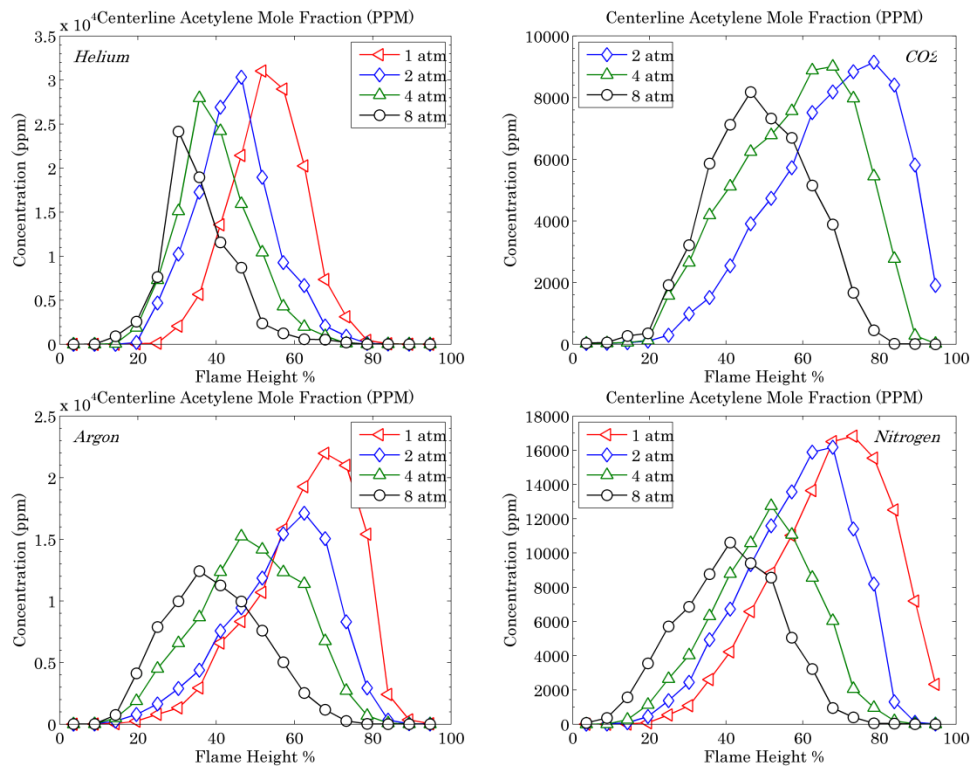 x 10⁴ Centerline Acetylene Mole Fraction (PPM)
Helium
1 atm
2 atm
4 atm
8 atm
3.5
3
2.5
2
1.5
1
0.5
0
Concentration (ppm)
0 20 40 60 80 100
Flame Height %
Centerline Acetylene Mole Fraction (PPM)
CO2
2 atm
4 atm
8 atm
10000
8000
6000
4000
2000
0
Concentration (ppm)
0 20 40 60 80 100
Flame Height %
x 10⁴ Centerline Acetylene Mole Fraction (PPM)
Argon
1 atm
2 atm
4 atm
8 atm
2.5
2
1.5
1
0.5
0
Concentration (ppm)
0 20 40 60 80 100
Flame Height %
Centerline Acetylene Mole Fraction (PPM)
Nitrogen
1 atm
2 atm
4 atm
8 atm
18000
16000
14000
12000
10000
8000
6000
4000
2000
0
Concentration (ppm)
0 20 40 60 80 100
Flame Height %